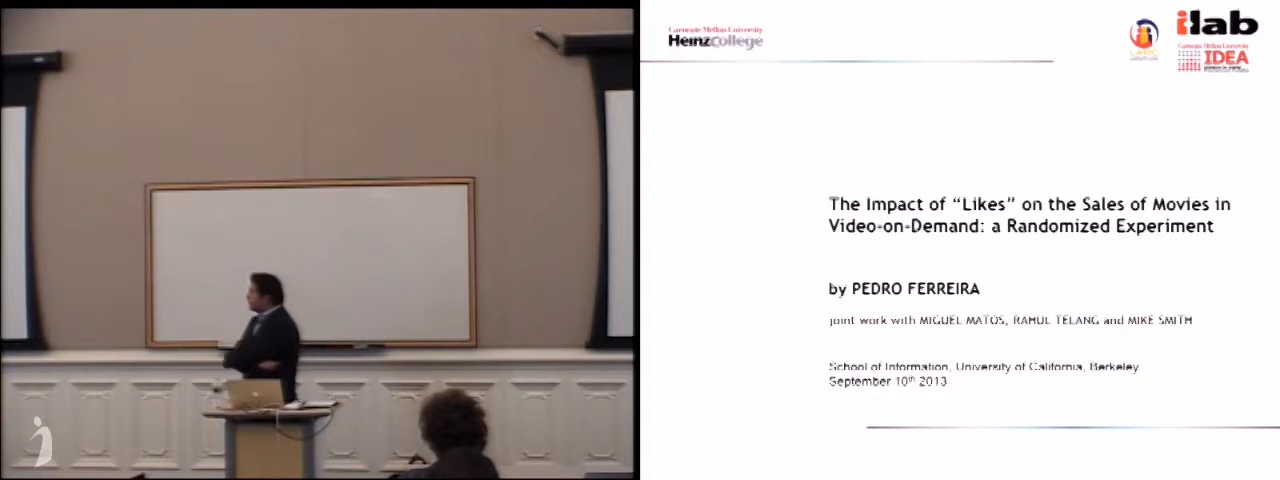 Carnegie Mellon University
Heinzcollege
ilab
Carnegie Mellon University
IDEA
The Impact of “Likes” on the Sales of Movies in
Video-on-Demand: a Randomized Experiment
by PEDRO FERREIRA
joint work with MIGUEL MATOS, RAHUL TELANG and MIKE SMITH
School of Information, University of California, Berkeley
September 10th 2013